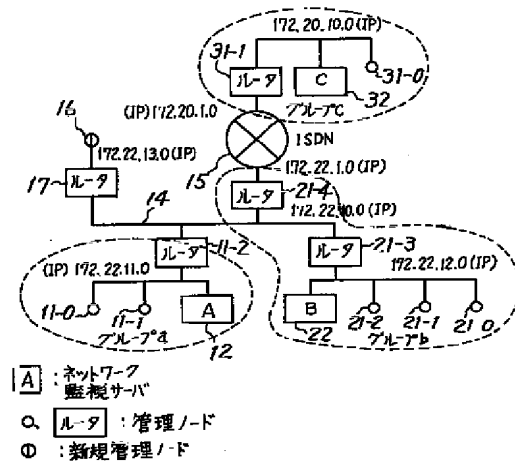 172.20.10.0(IP)
31-1
ルータ
C
31-0
32
グループc
(IP)172.20.1.0
ISDN
16
172.22.13.0(IP)
15
172.22.1.0(IP)
17
ルータ
ルータ
21-4
14
172.22.10.0(IP)
ルータ
11-2
ルータ
21-3
(IP)172.22.11.0
172.22.12.0(IP)
11-0
11-1
A
B
21-2
21-1
21-0
グループa
12
22
グループb
A:ネットワーク
監視サーバ
ルータ:管理ノード
:新規管理ノード